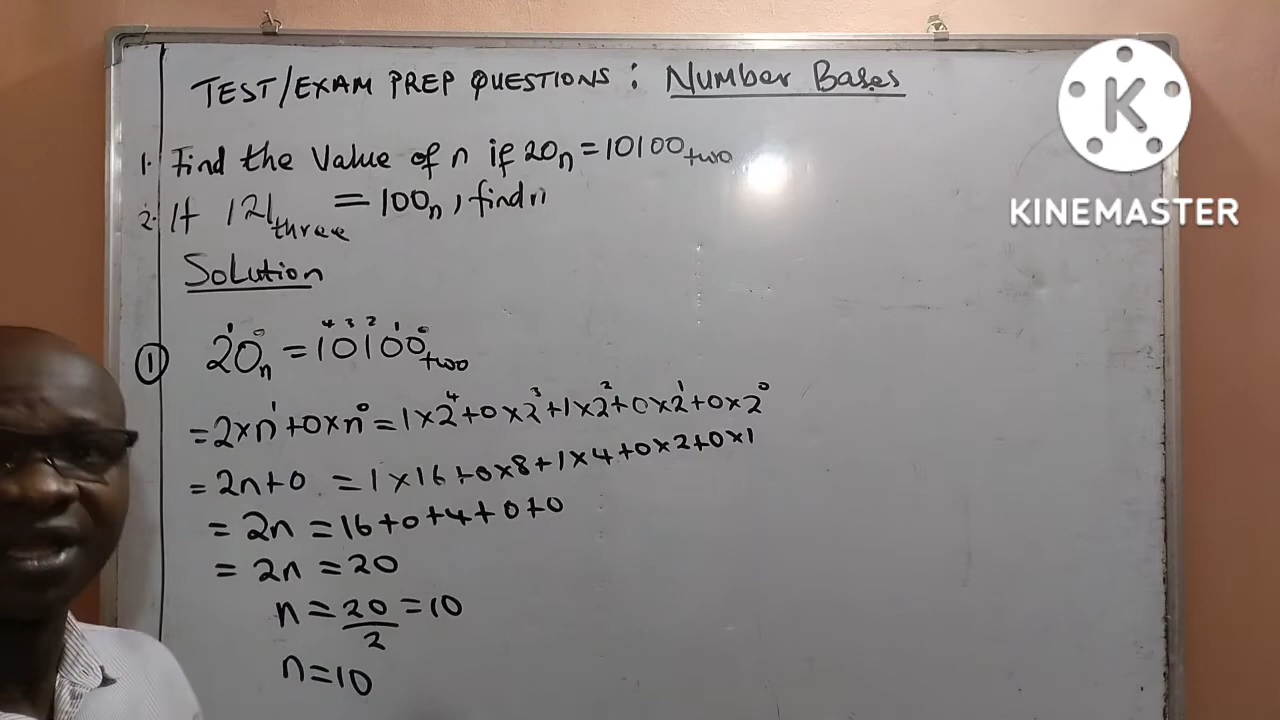 TEST/EXAM PREP QUESTIONS: Number Bases
1. Find the Value of n if 20ₙ=10100two
2. If 121three = 100ₙ, find n
Solution
① 2¹0⁰ₙ = 1⁴0³1²0¹0⁰two
= 2×n¹+0×n⁰ = 1×2⁴+0×2³+1×2²+0×2¹+0×2⁰
= 2n+0 = 1×16+0×8+1×4+0×2+0×1
= 2n = 16+0+4+0+0
= 2n = 20
n = 20/2 = 10
n=10
K
KINEMASTER